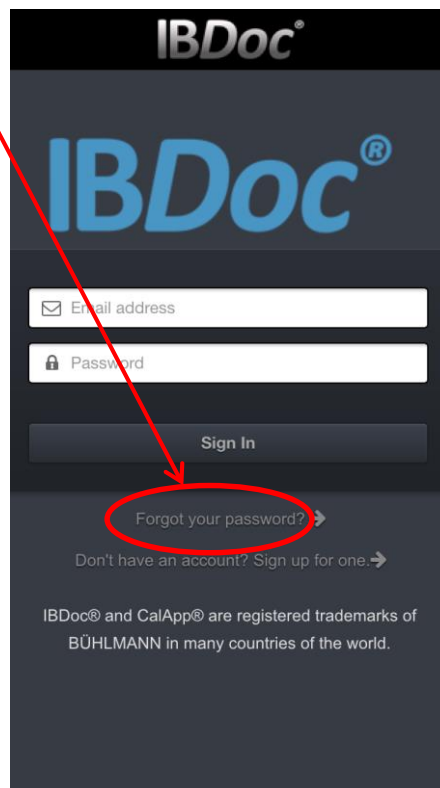 IBDoc®
IBDoc®
Email address
Password
Sign In
Forgot your password?
Don't have an account? Sign up for one.
IBDoc® and CalApp® are registered trademarks of
BÜHLMANN in many countries of the world.